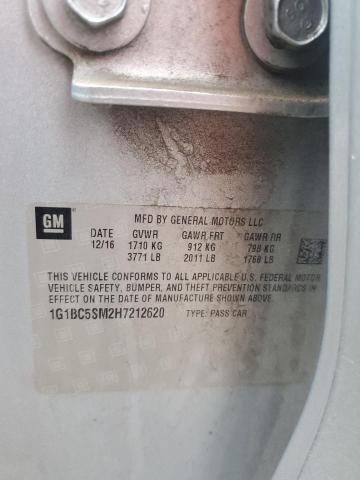 GM
MFD BY GENERAL MOTORS LLC
DATE GVWR GAWR FRT GAWR RR
12/16 1710 KG 912 KG 798 KG
3771 LB 2011 LB 1760 LB
THIS VEHICLE CONFORMS TO ALL APPLICABLE U.S. FEDERAL MOTOR
VEHICLE SAFETY, BUMPER, AND THEFT PREVENTION STANDARDS
IN EFFECT ON THE DATE OF MANUFACTURE SHOWN ABOVE.
1G1BC5SM2H7212620 TYPE: PASS CAR